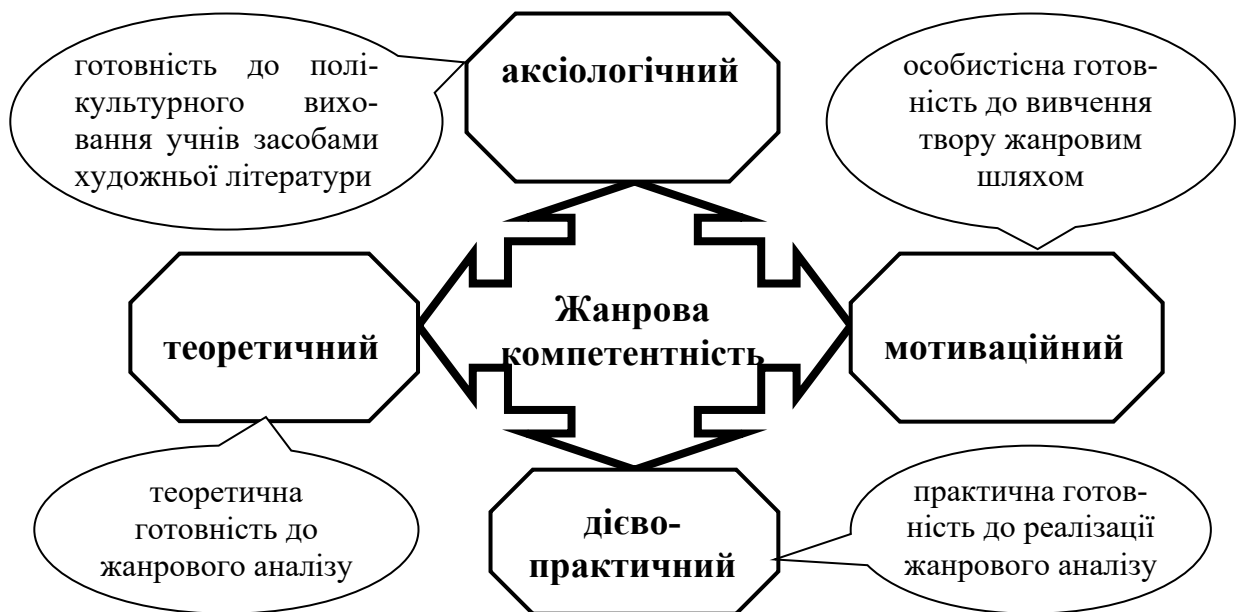 готовність до полі-
культурного вихо-
вання учнів засобами
художньої літератури
аксіологічний
особистісна готов-
ність до вивчення
твору жанровим
шляхом
теоретичний
Жанрова
компетентність
мотиваційний
теоретична
готовність до
жанрового аналізу
дієво-
практичний
практична готов-
ність до реалізації
жанрового аналізу